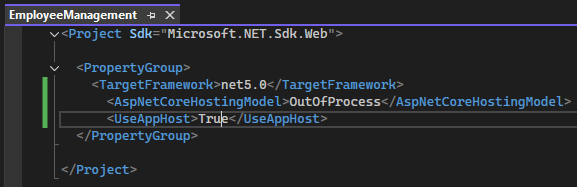 EmployeeManagement
<Project Sdk="Microsoft.NET.Sdk.Web">
<PropertyGroup>
<TargetFramework>net5.0</TargetFramework>
<AspNetCoreHostingModel>OutOfProcess</AspNetCoreHostingModel>
<UseAppHost>True</UseAppHost>
</PropertyGroup>
</Project>